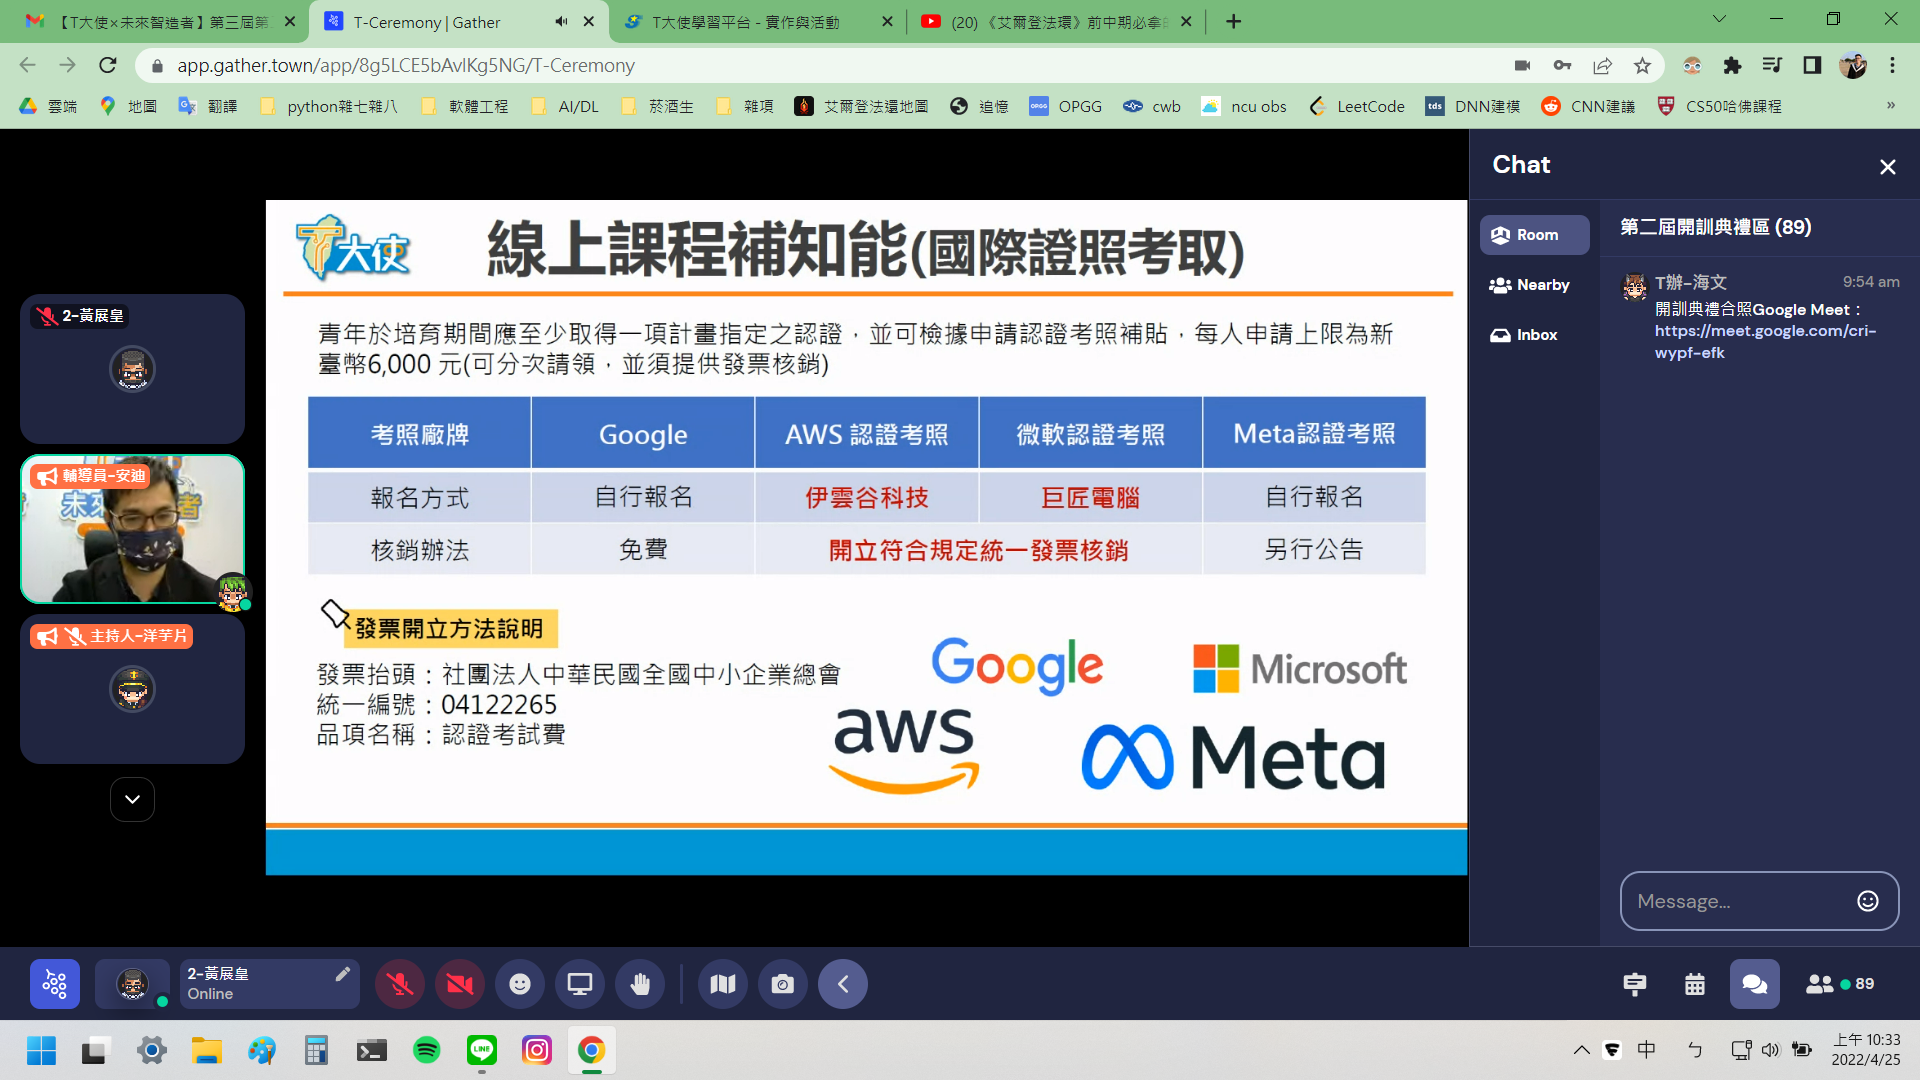 【T大使×未來智造者】第三屆第
T-Ceremony | Gather
T大使學習平台 - 實作與活動
(20) 《艾爾登法環》前中期必拿
app.gather.town/app/8g5LCE5bAvlKg5NG/T-Ceremony
雲端
地圖
翻譯
python雜七雜八
軟體工程
AI/DL
菸酒生
雜項
艾爾登法還地圖
追憶
OPGG
cwb
ncu obs
LeetCode
DNN建模
CNN建議
CS50哈佛課程
2-黃展皇
輔導員-安迪
主持人-洋芋片
T大使
線上課程補知能(國際證照考取)
青年於培育期間應至少取得一項計畫指定之認證，並可檢據申請認證考照補貼，每人申請上限為新
臺幣6,000 元(可分次請領，並須提供發票核銷)
考照廠牌 Google AWS 認證考照 微軟認證考照 Meta認證考照
報名方式 自行報名 伊雲谷科技 巨匠電腦 自行報名
核銷辦法 免費 開立符合規定統一發票核銷 另行公告
發票開立方法說明
發票抬頭：社團法人中華民國全國中小企業總會
統一編號：04122265
品項名稱：認證考試費
Google
Microsoft
aws
Meta
Chat
Room
Nearby
Inbox
第二屆開訓典禮區 (89)
T辦-海文 9:54 am
開訓典禮合照Google Meet：
https://meet.google.com/cri-
wypf-efk
Message...
2-黃展皇
Online
89
中
ㄅ
上午 10:33
2022/4/25